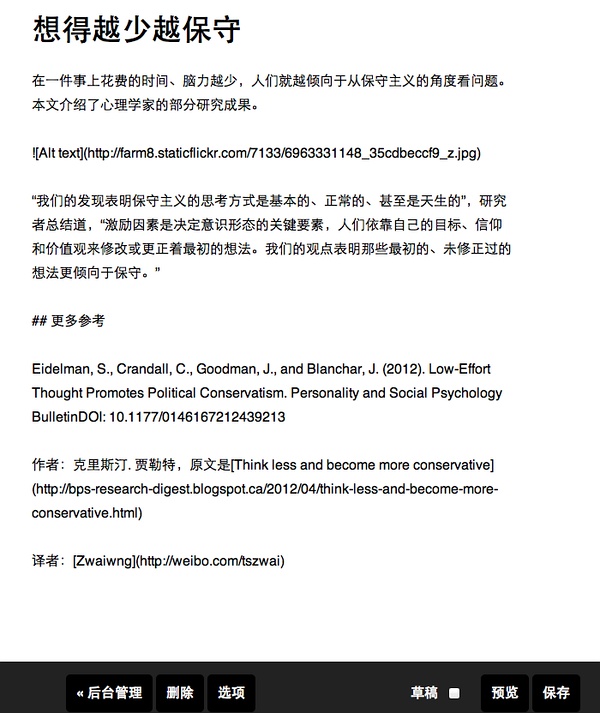 想得越少越保守
在一件事上花费的时间、脑力越少，人们就越倾向于从保守主义的角度看问题。
本文介绍了心理学家的部分研究成果。
![Alt text](http://farm8.staticflickr.com/7133/6963331148_35cdbeccf9_z.jpg)
“我们的发现表明保守主义的思考方式是基本的、正常的、甚至是天生的”，研究
者总结道，“激励因素是决定意识形态的关键要素，人们依靠自己的目标、信仰
和价值观来修改或更正着最初的想法。我们的观点表明那些最初的、未修正过的
想法更倾向于保守。”
## 更多参考
Eidelman, S., Crandall, C., Goodman, J., and Blanchar, J. (2012). Low-Effort
Thought Promotes Political Conservatism. Personality and Social Psychology
BulletinDOI: 10.1177/0146167212439213
作者：克里斯汀. 贾勒特，原文是[Think less and become more conservative]
(http://bps-research-digest.blogspot.ca/2012/04/think-less-and-become-more-
conservative.html)
译者：[Zwaiwng](http://weibo.com/tszwai)
« 后台管理 删除 选项 草稿 预览 保存